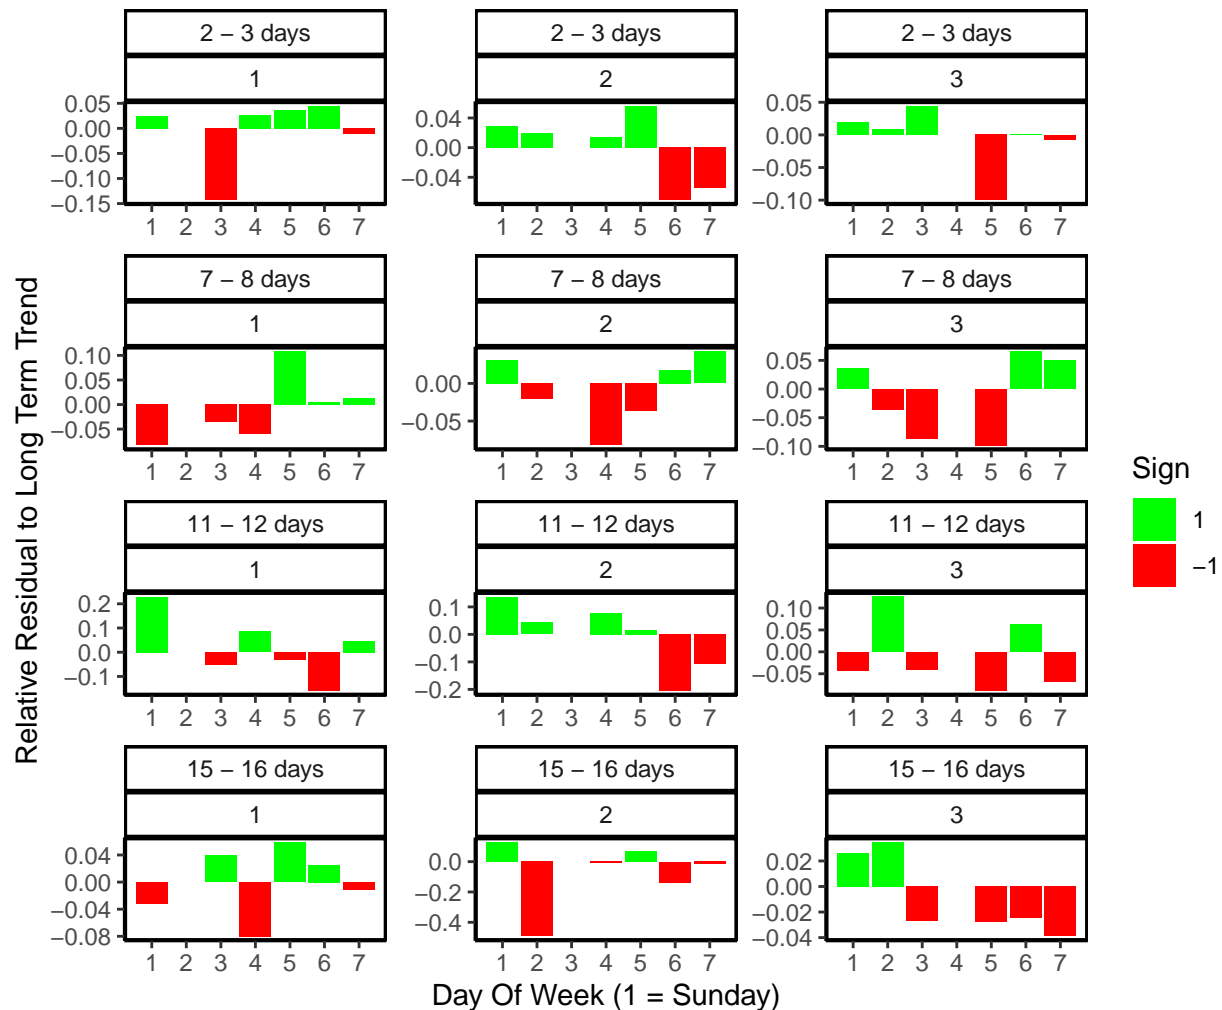 2 – 3 days
2 – 3 days
2 – 3 days
1
2
3
0.05
0.00
−0.05
−0.10
−0.15
0.04
0.00
−0.04
0.05
0.00
−0.05
−0.10
1 2 3 4 5 6 7
1 2 3 4 5 6 7
1 2 3 4 5 6 7
7 – 8 days
7 – 8 days
7 – 8 days
1
2
3
0.10
0.05
0.00
−0.05
0.00
−0.05
0.05
0.00
−0.05
−0.10
1 2 3 4 5 6 7
1 2 3 4 5 6 7
1 2 3 4 5 6 7
11 – 12 days
11 – 12 days
11 – 12 days
1
2
3
0.2
0.1
0.0
−0.1
0.1
0.0
−0.1
−0.2
0.10
0.05
0.00
−0.05
1 2 3 4 5 6 7
1 2 3 4 5 6 7
1 2 3 4 5 6 7
15 – 16 days
15 – 16 days
15 – 16 days
1
2
3
0.04
0.00
−0.04
−0.08
0.0
−0.2
−0.4
0.02
0.00
−0.02
−0.04
1 2 3 4 5 6 7
1 2 3 4 5 6 7
1 2 3 4 5 6 7
Day Of Week (1 = Sunday)
Relative Residual to Long Term Trend
Sign
1
−1